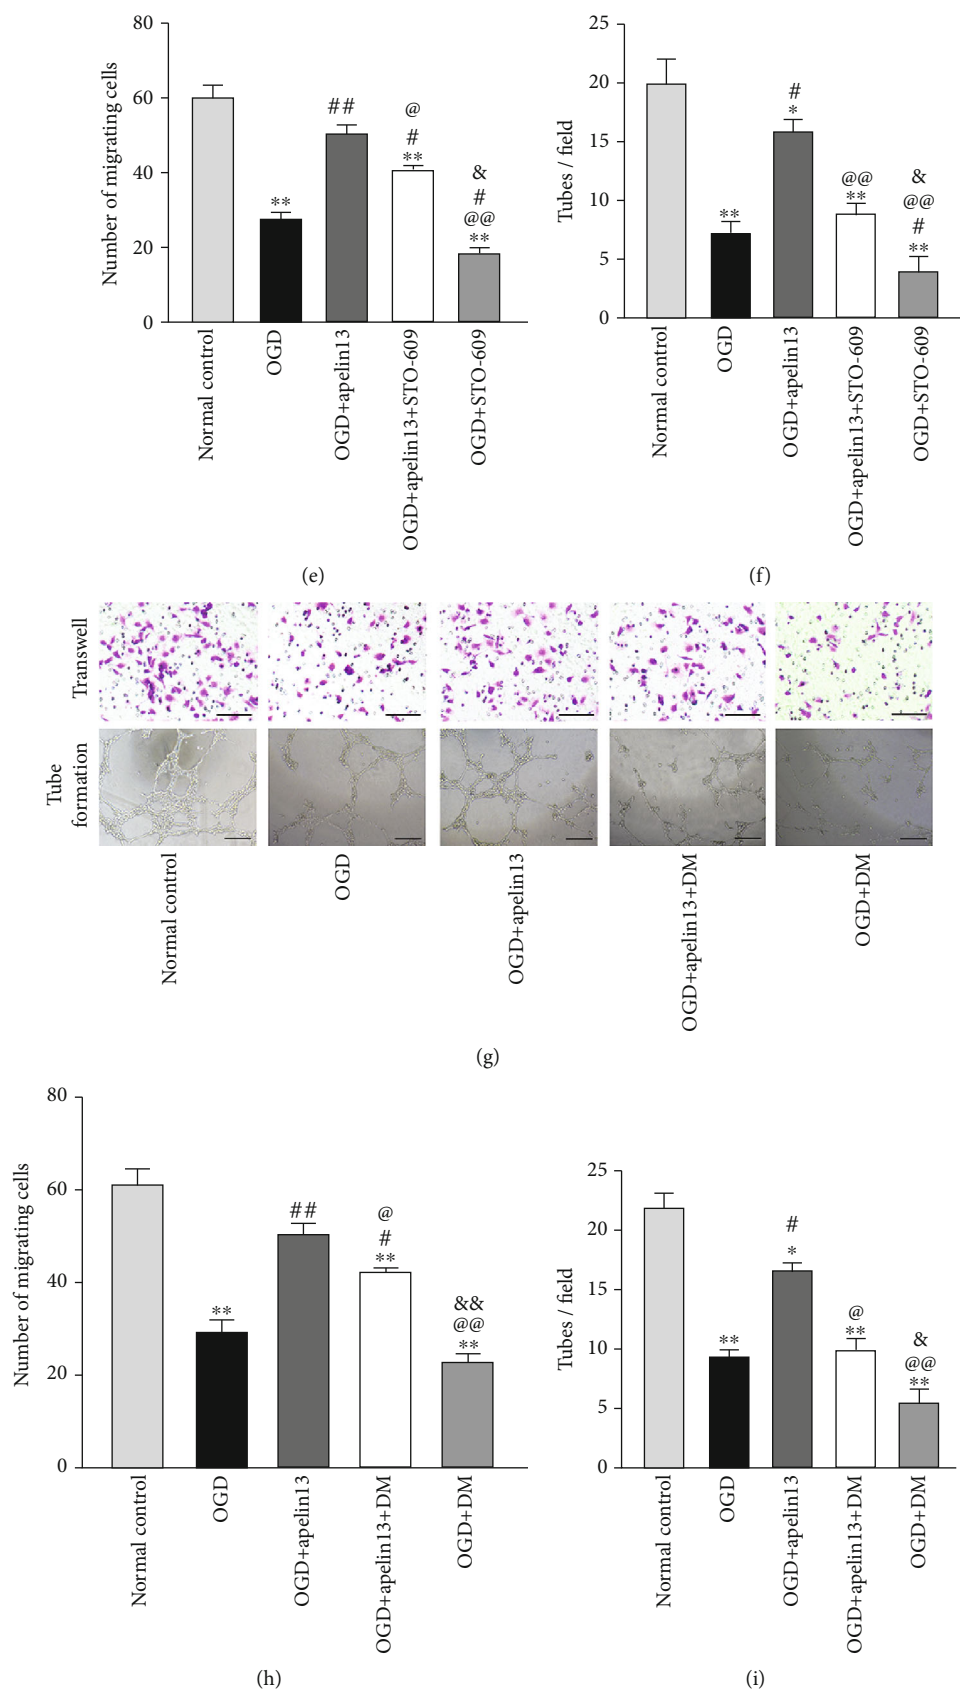 80
60
40
20
0
Number of migrating cells
**
##
@
#
**
&
#
@@
**
Normal control
OGD
OGD+apelin13
OGD+apelin13+STO-609
OGD+STO-609
(e)
25
20
15
10
5
0
Tubes / field
**
#
*
@@
**
&
@@
#
**
Normal control
OGD
OGD+apelin13
OGD+apelin13+STO-609
OGD+STO-609
(f)
Transwell
Tube
formation
Normal control
OGD
OGD+apelin13
OGD+apelin13+DM
OGD+DM
(g)
80
60
40
20
0
Number of migrating cells
**
##
@
#
**
&&
@@
**
Normal control
OGD
OGD+apelin13
OGD+apelin13+DM
OGD+DM
(h)
25
20
15
10
5
0
Tubes / field
**
#
*
@
**
&
@@
**
Normal control
OGD
OGD+apelin13
OGD+apelin13+DM
OGD+DM
(i)